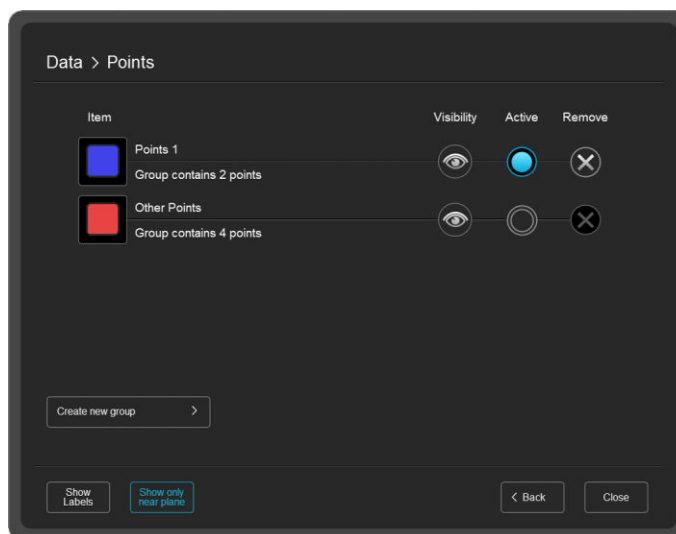 Data > Points
Item Visibility Active Remove
Points 1
Group contains 2 points
Other Points
Group contains 4 points
Create new group >
Show
Labels
Show only
near plane
< Back
Close